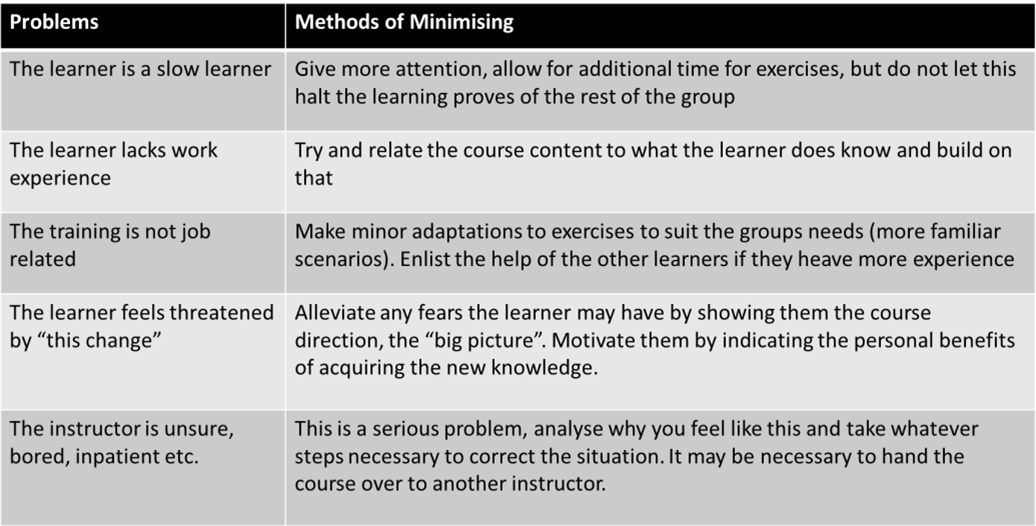 Problems
Methods of Minimising
The learner is a slow learner
Give more attention, allow for additional time for exercises, but do not let this
halt the learning proves of the rest of the group
The learner lacks work
experience
Try and relate the course content to what the learner does know and build on
that
The training is not job
related
Make minor adaptations to exercises to suit the groups needs (more familiar
scenarios). Enlist the help of the other learners if they heave more experience
The learner feels threatened
by “this change”
Alleviate any fears the learner may have by showing them the course
direction, the “big picture”. Motivate them by indicating the personal benefits
of acquiring the new knowledge.
The instructor is unsure,
bored, inpatient etc.
This is a serious problem, analyse why you feel like this and take whatever
steps necessary to correct the situation. It may be necessary to hand the
course over to another instructor.